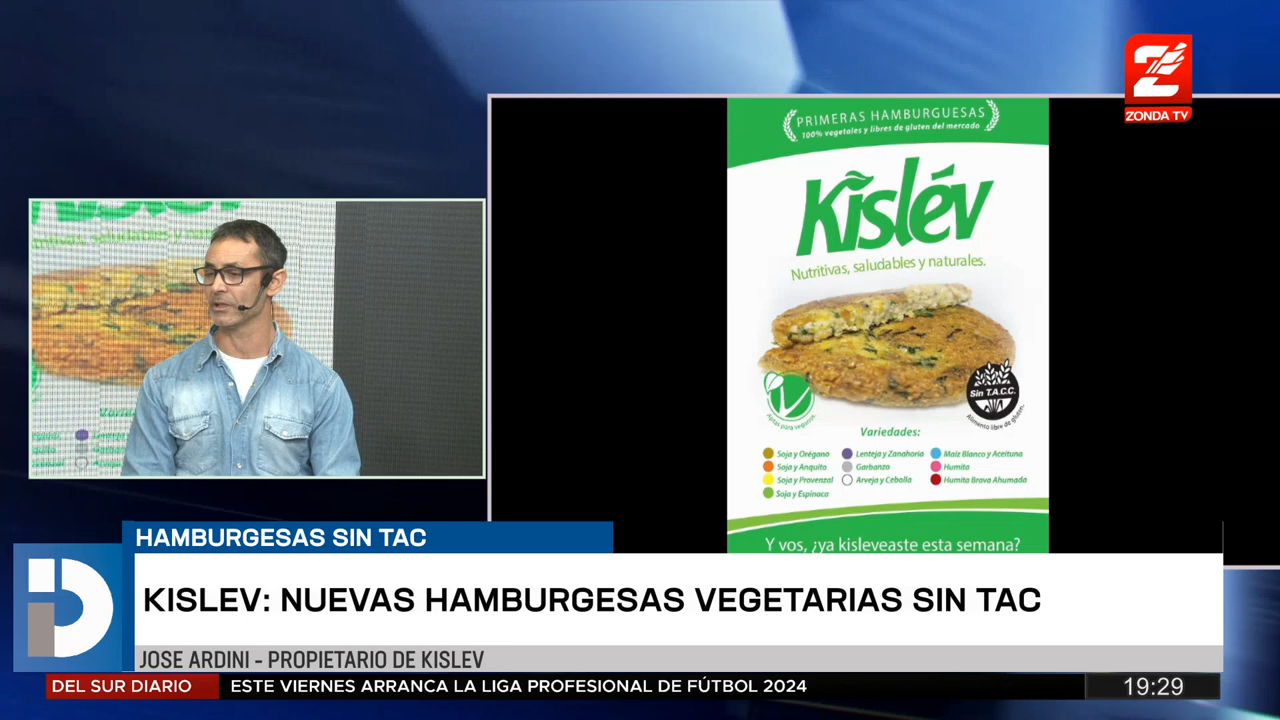 ZONDA TV
PRIMERAS HAMBURGUESAS
100% vegetales y libres de gluten del mercado
Kislév
Nutritivas, saludables y naturales.
Aptas para veganos.
Sin T.A.C.C.
Alimento libre de gluten.
Variedades:
Soja y Orégano
Soja y Anquito
Soja y Provenzal
Soja y Espinaca
Lenteja y Zanahoria
Garbanzo
Arveja y Cebolla
Maíz Blanco y Aceituna
Humita
Humita Brava Ahumada
Y vos, ¿ya kisleveaste esta semana?
HAMBURGESAS SIN TAC
KISLEV: NUEVAS HAMBURGESAS VEGETARIAS SIN TAC
JOSE ARDINI - PROPIETARIO DE KISLEV
DEL SUR DIARIO ESTE VIERNES ARRANCA LA LIGA PROFESIONAL DE FÚTBOL 2024 19:29